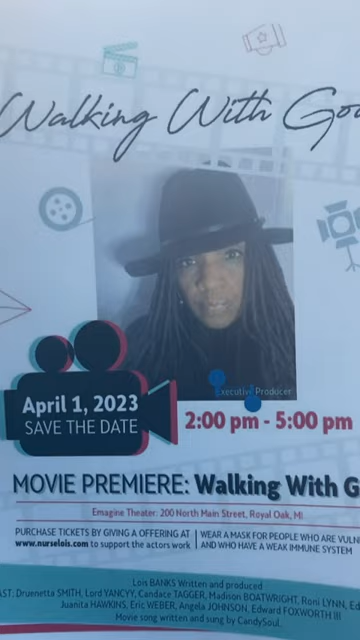 Walking With God
Executive Producer
April 1, 2023
SAVE THE DATE
2:00 pm - 5:00 pm
MOVIE PREMIERE: Walking With G
Emagine Theater: 200 North Main Street, Royal Oak, MI
PURCHASE TICKETS BY GIVING A OFFERING AT
www.nurselois.com to support the actors work
WEAR A MASK FOR PEOPLE WHO ARE VULN
AND WHO HAVE A WEAK IMMUNE SYSTEM
Lois BANKS Written and produced
AST: Druenetta SMITH, Lord YANCYY, Candace TAGGER, Madison BOATWRIGHT, Roni LYNN, Ed
Juanita HAWKINS, Eric WEBER, Angela JOHNSON, Edward FOXWORTH III
Movie song written and sung by CandySoul.